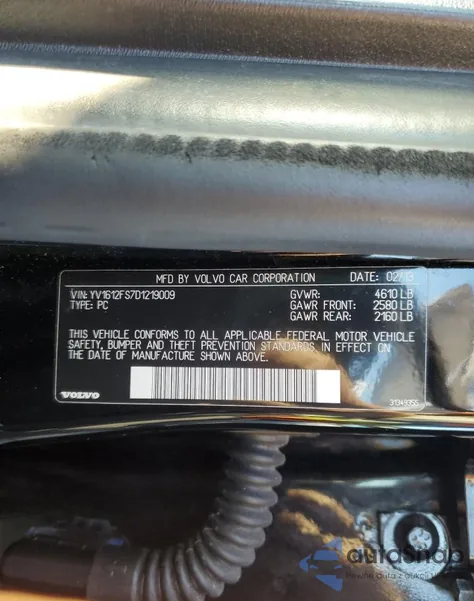 MFD BY VOLVO CAR CORPORATION DATE: 02/13
VIN: YV1612FS7D1219009 GVWR: 4610 LB
TYPE: PC GAWR FRONT: 2580 LB
GAWR REAR: 2160 LB
THIS VEHICLE CONFORMS TO ALL APPLICABLE FEDERAL MOTOR VEHICLE
SAFETY, BUMPER AND THEFT PREVENTION STANDARDS IN EFFECT ON
THE DATE OF MANUFACTURE SHOWN ABOVE.
VOLVO 31349355
autoSnap